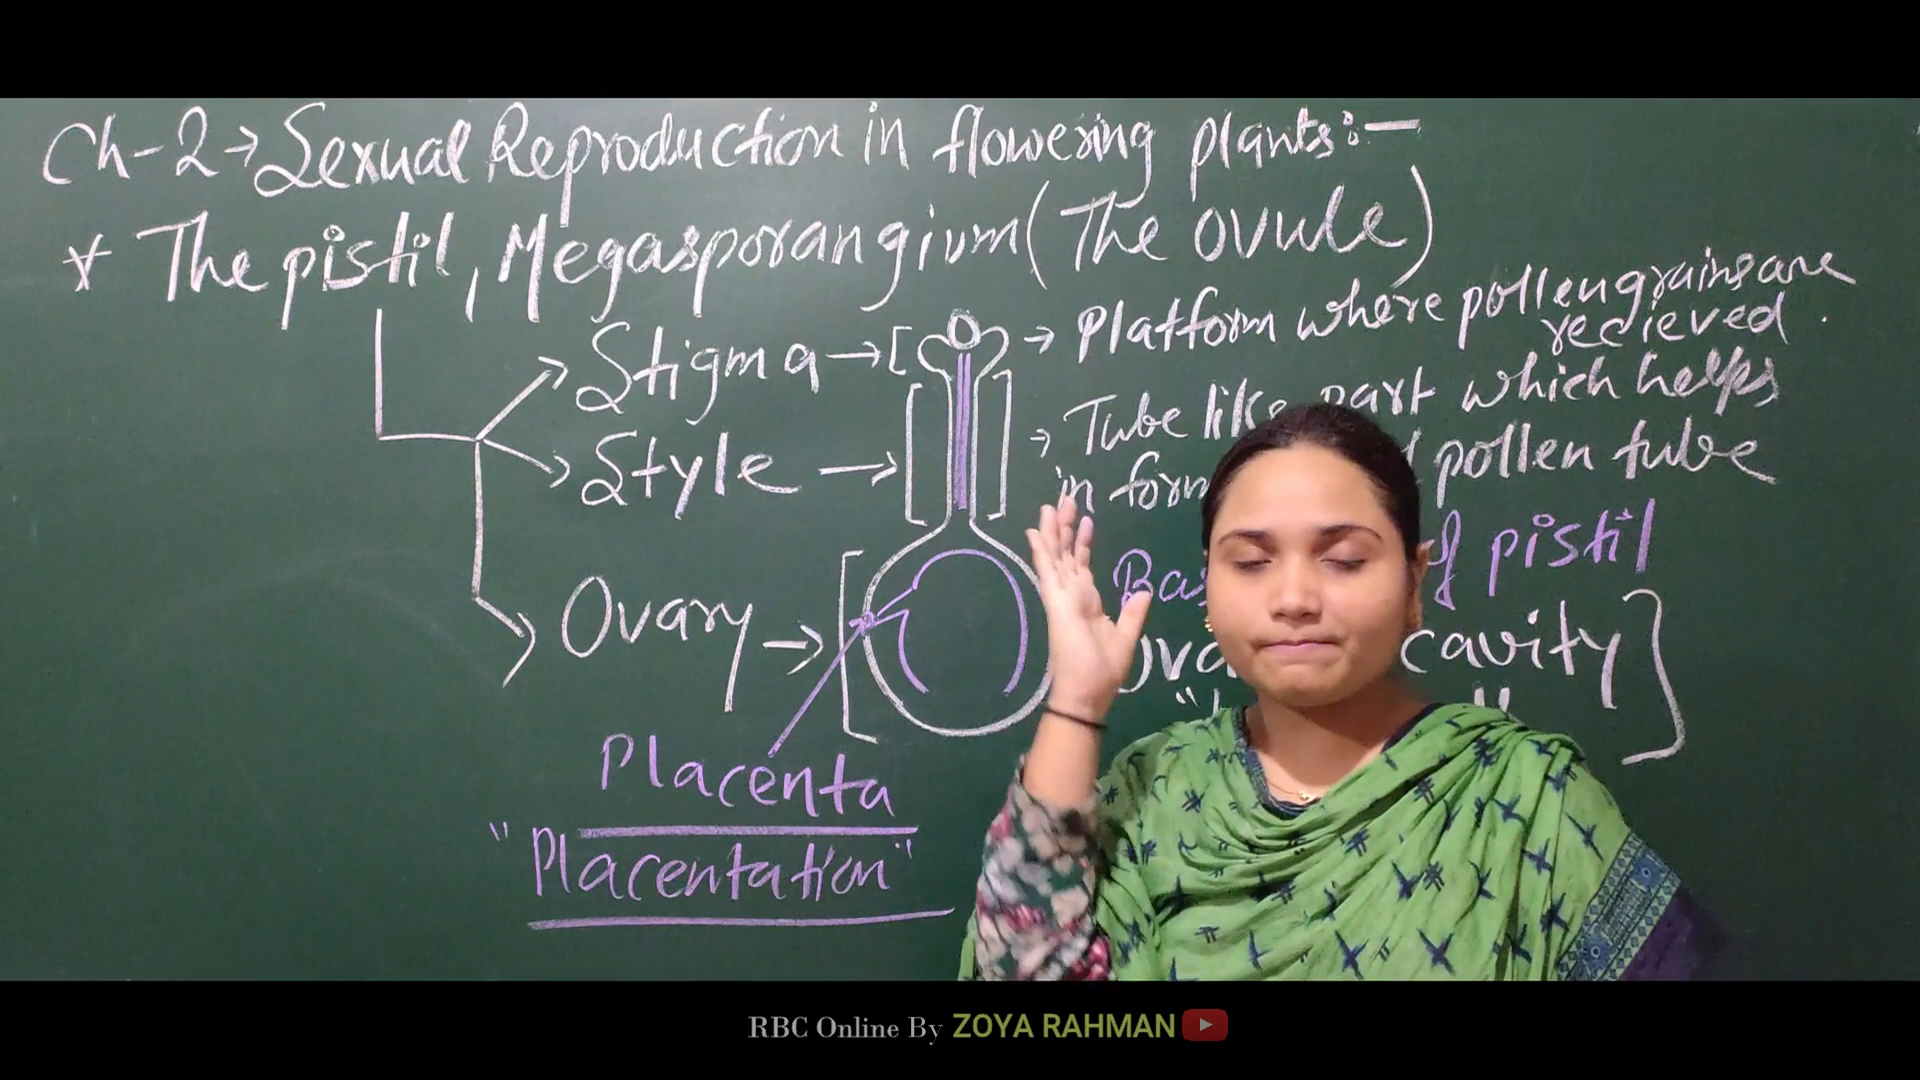 Ch-2→Sexual Reproduction in flowering plants:-
* The pistil, Megasporangium (The ovule)
Stigma→[
→ Platform where pollen grains are
recieved.
Style →
→ Tube like part which helps
in form pollen tube
Bas of pistil
Ovary →
cavity
Placenta
"Placentation"
RBC Online By ZOYA RAHMAN